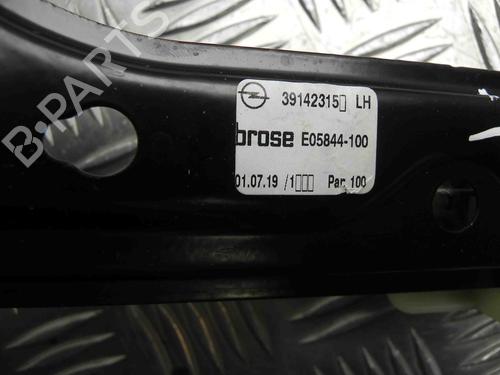 B-PARTS
39142315▯ LH
brose E05844-100
01.07.19 /1▯▯▯ Par 100